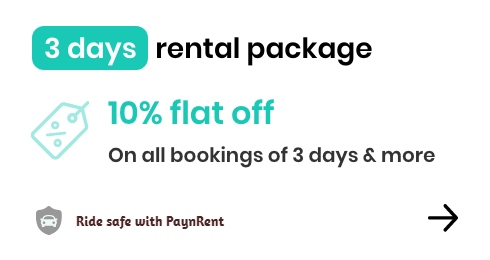 3 days rental package
10% flat off
On all bookings of 3 days & more
Ride safe with PaynRent